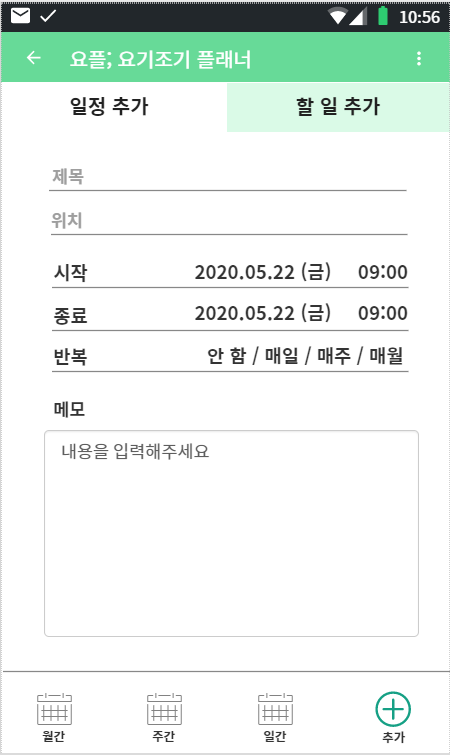 10:56
요플; 요기조기 플래너
일정 추가 할 일 추가
제목
위치
시작 2020.05.22 (금) 09:00
종료 2020.05.22 (금) 09:00
반복 안 함 / 매일 / 매주 / 매월
메모
내용을 입력해주세요
월간 주간 일간 추가